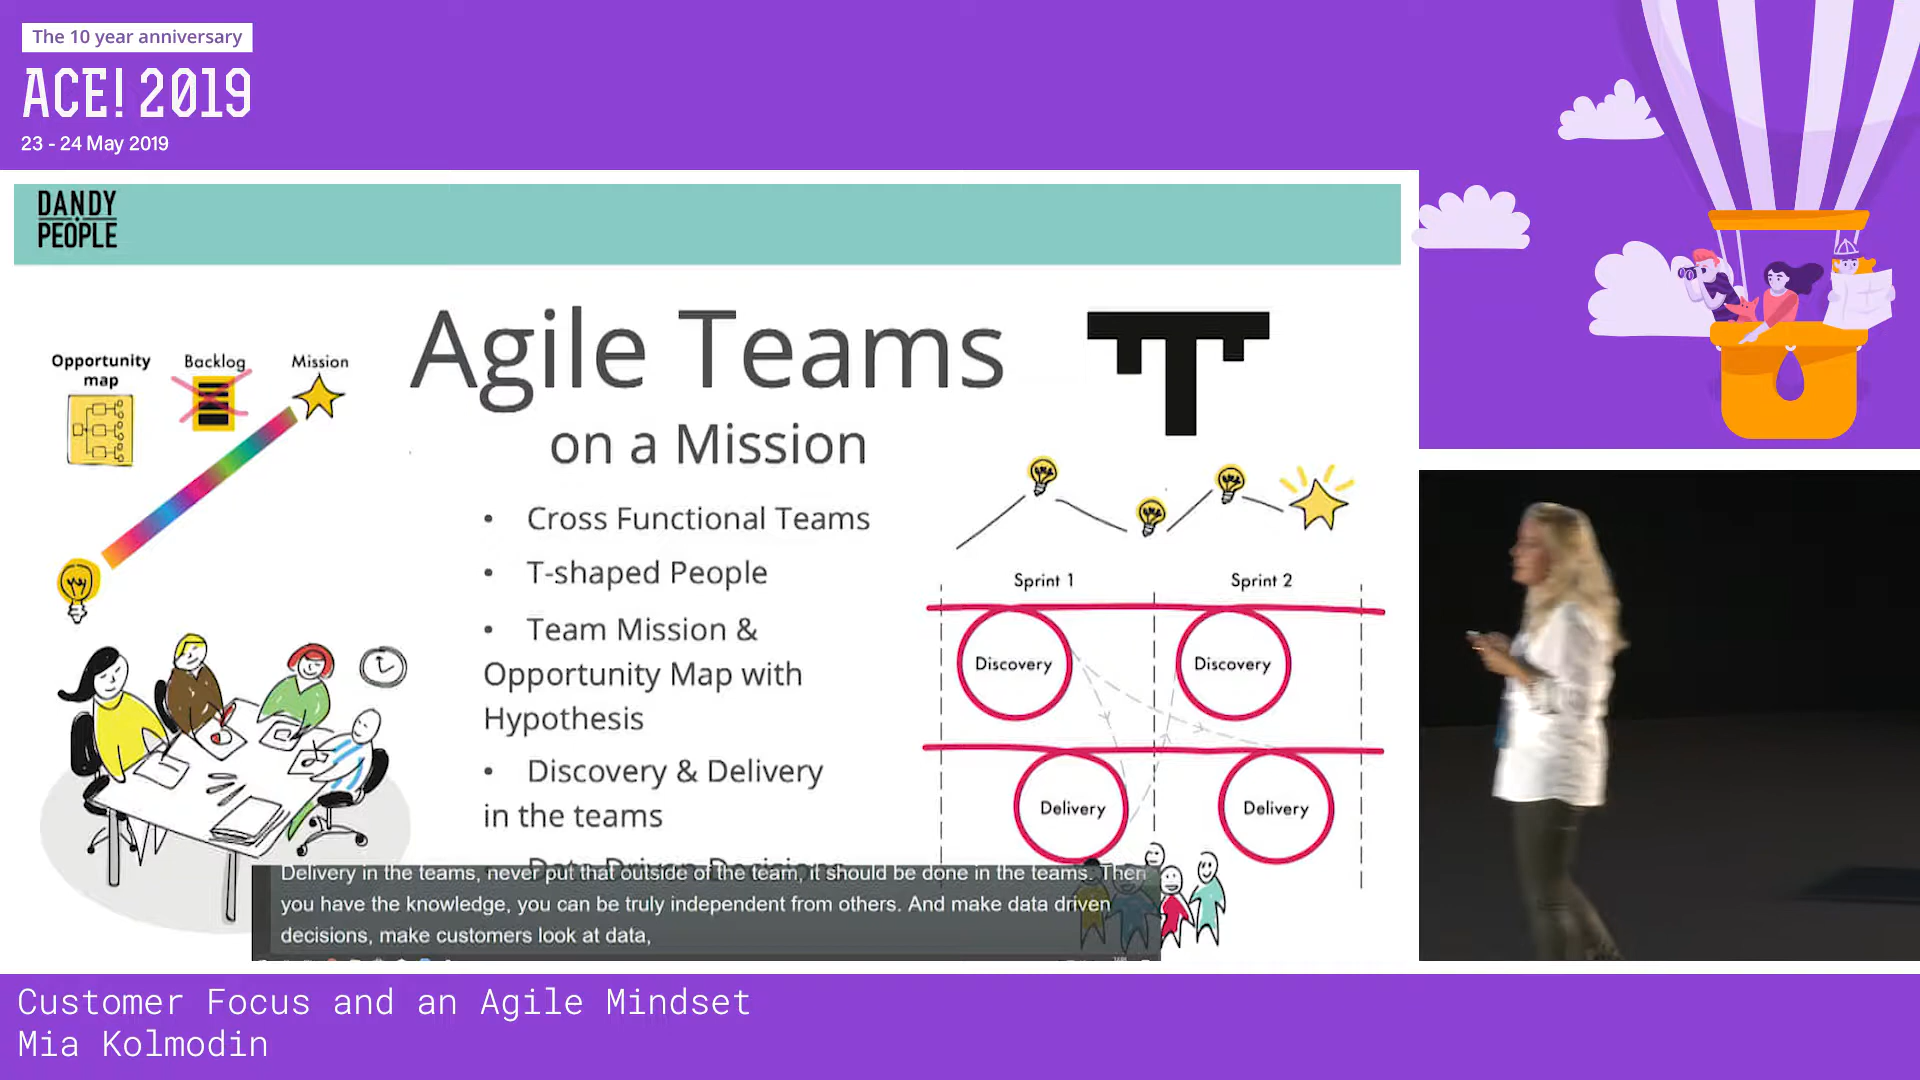 The 10 year anniversary
ACE! 2019
23 - 24 May 2019
DANDY
PEOPLE
Opportunity
map
Backlog
Mission
Agile Teams
on a Mission
• Cross Functional Teams
• T-shaped People
• Team Mission &
Opportunity Map with
Hypothesis
• Discovery & Delivery
in the teams
• Data Driven Decisions
Sprint 1
Sprint 2
Discovery
Discovery
Delivery
Delivery
Delivery in the teams, never put that outside of the team, it should be done in the teams. Then
you have the knowledge, you can be truly independent from others. And make data driven
decisions, make customers look at data,
Customer Focus and an Agile Mindset
Mia Kolmodin